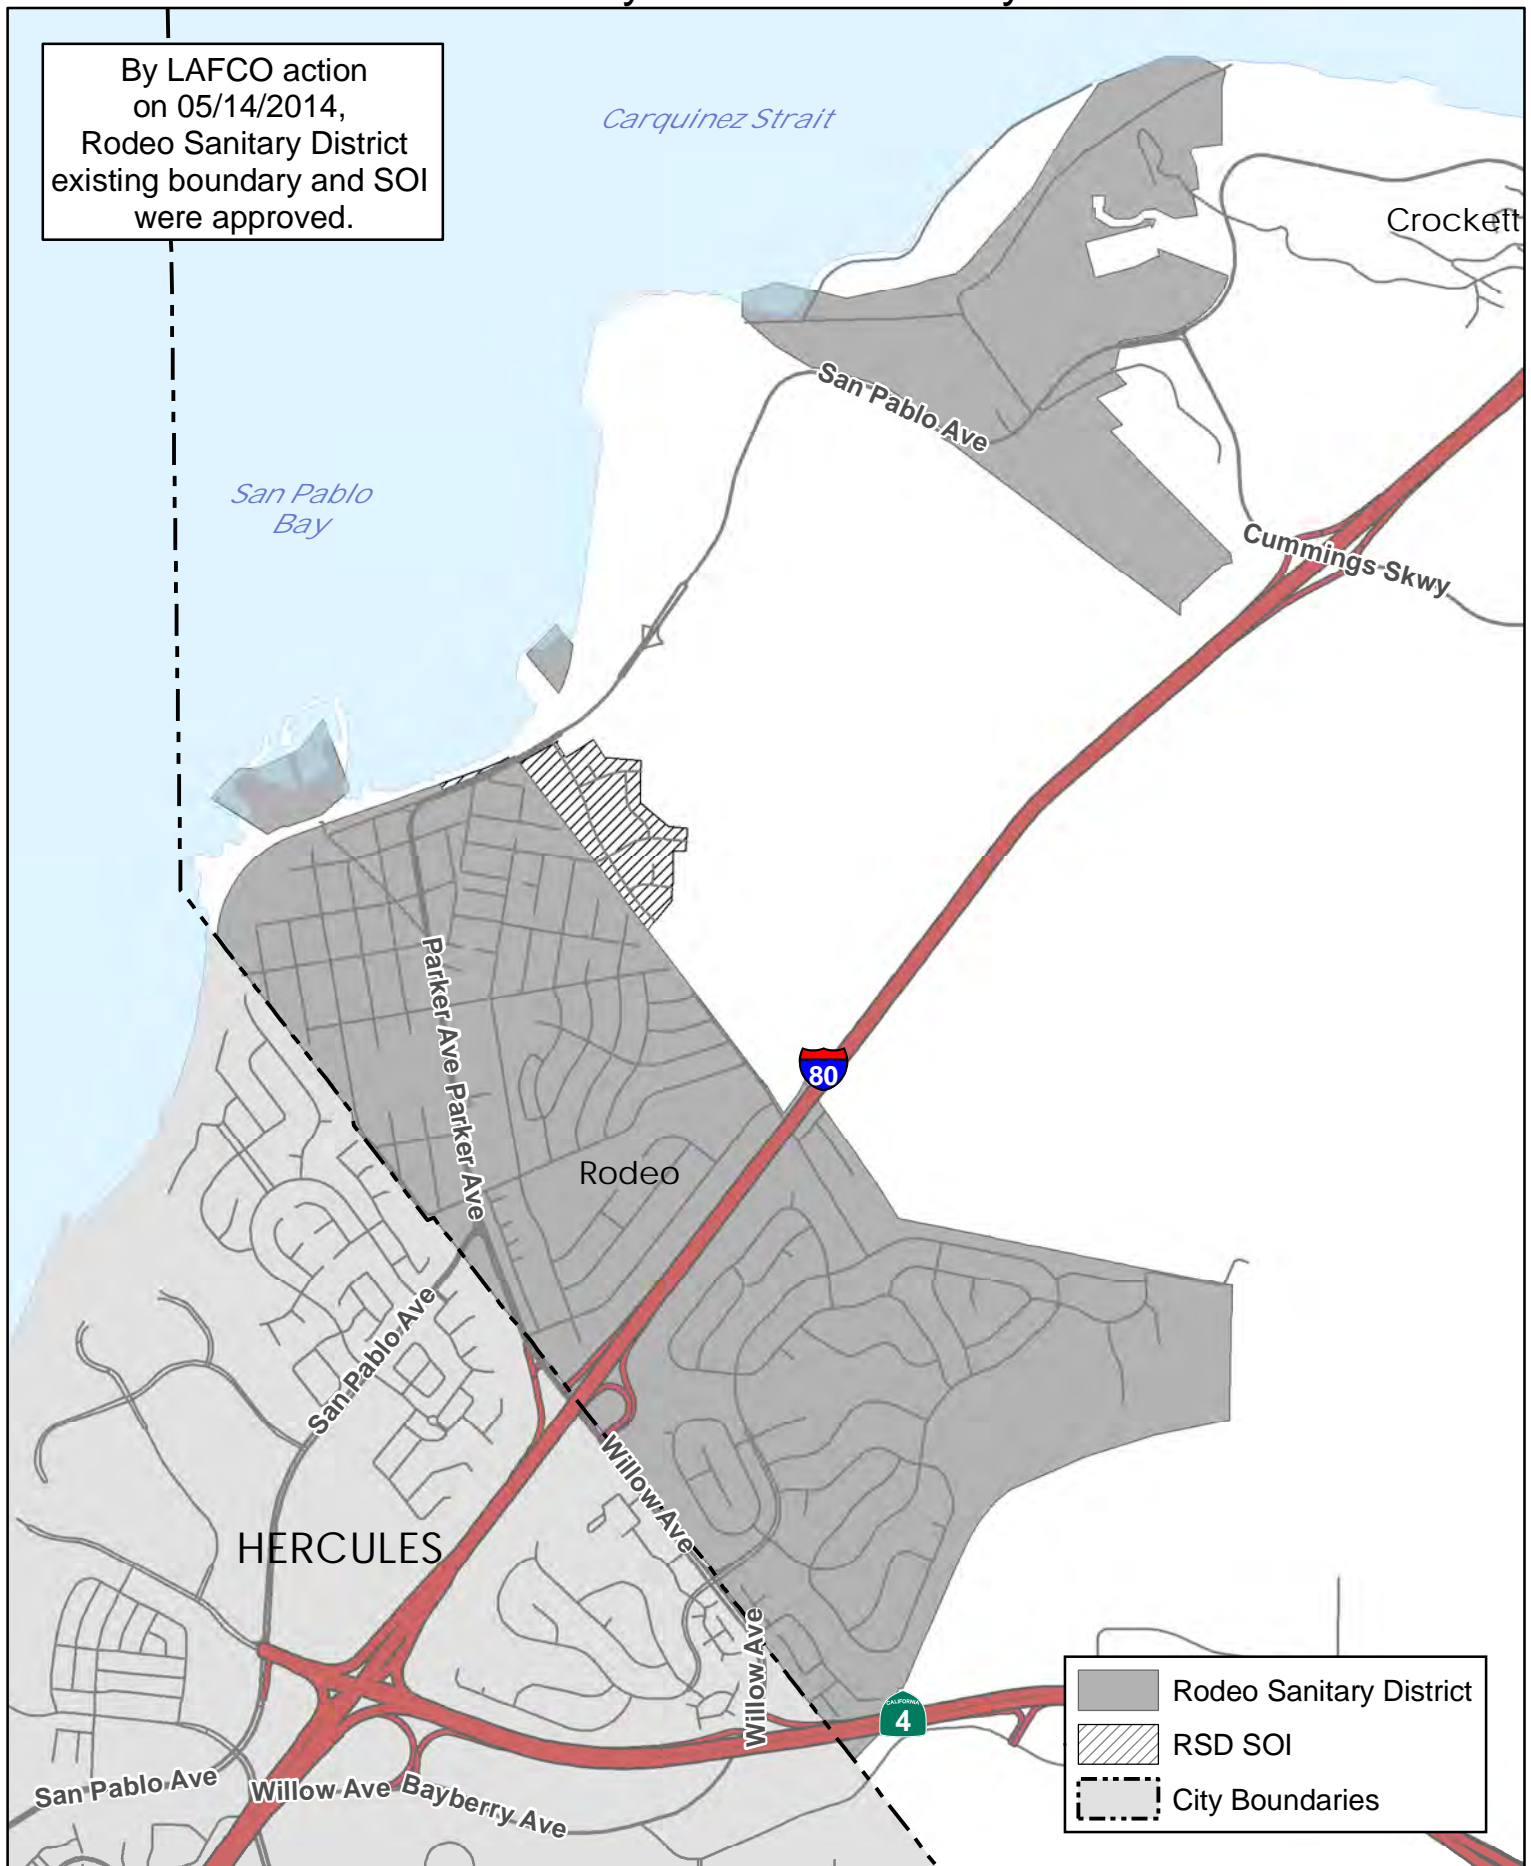 By LAFCO action
on 05/14/2014,
Rodeo Sanitary District
existing boundary and SOI
were approved.
Carquinez Strait
Crockett
San Pablo Ave
San Pablo
Bay
Cummings Skwy
Parker Ave
Parker Ave
80
Rodeo
San Pablo Ave
Willow Ave
HERCULES
Willow Ave
CALIFORNIA
4
San Pablo Ave
Willow Ave
Bayberry Ave
Rodeo Sanitary District
RSD SOI
City Boundaries